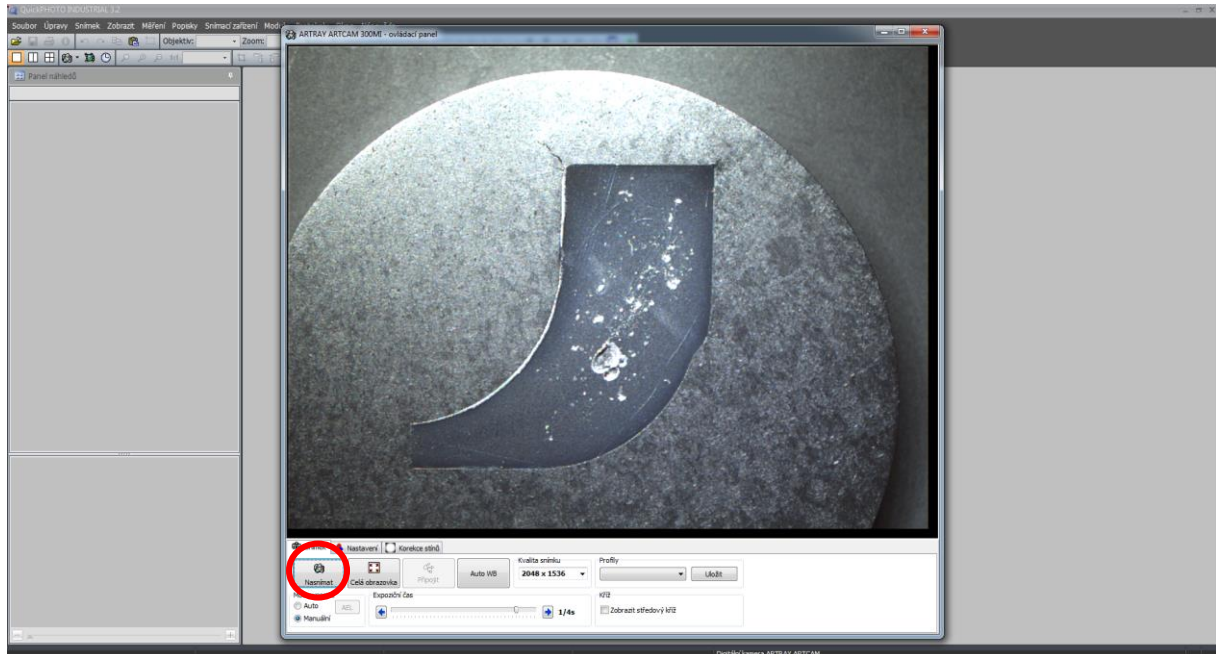 QuickPHOTO INDUSTRIAL 3.2
Soubor Úpravy Snímek Zobrazit Měření Popisky Snímací zařízení
Objektiv: Zoom:
Panel náhledů
ARTRAY ARTCAM 300MI - ovládací panel
Nastavení Korekce stínů
Nasnímat
Celá obrazovka
Připojit
Auto WB
Kvalita snímku
2048 x 1536
Profily
Uložit
Auto
AEL
Manuální
Expoziční čas
1/4s
Kříž
Zobrazit středový kříž
Digitální kamera ARTRAY ARTCAM